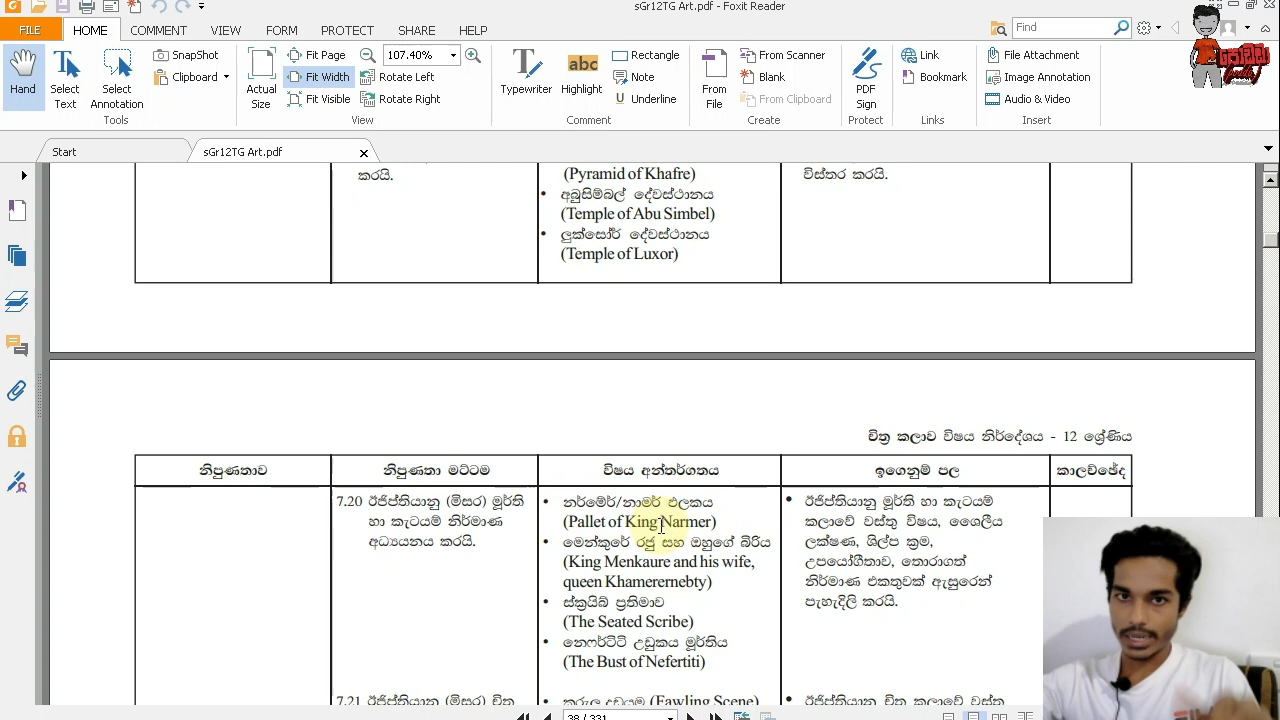 sGr12TG Art.pdf - Foxit Reader
FILE HOME COMMENT VIEW FORM PROTECT SHARE HELP
Find
Hand
Select Text
Select Annotation
SnapShot
Clipboard
Tools
Actual Size
Fit Page
Fit Width
Fit Visible
107.40%
Rotate Left
Rotate Right
View
Typewriter
Highlight
Rectangle
Note
Underline
Comment
From File
From Scanner
Blank
From Clipboard
Create
PDF Sign
Protect
Link
Bookmark
Links
File Attachment
Image Annotation
Audio & Video
Insert
Start
sGr12TG Art.pdf
කරයි.
(Pyramid of Khafre)
• අබුසිම්බල් දේවස්ථානය
(Temple of Abu Simbel)
• ලුක්සෝර් දේවස්ථානය
(Temple of Luxor)
විස්තර කරයි.
චිත්‍ර කලාව විෂය නිර්දේශය - 12 ශ්‍රේණිය
නිපුණතාව
නිපුණතා මට්ටම
විෂය අන්තර්ගතය
ඉගෙනුම් පල
කාලච්ඡේද
7.20 ඊජිප්තියානු (මිසර) මූර්ති
හා කැටයම් නිර්මාණ
අධ්‍යයනය කරයි.
• නර්මේර්/නාමර් ඵලකය
(Pallet of King Narmer)
• මෙන්කුරේ රජු සහ ඔහුගේ බිරිය
(King Menkaure and his wife,
queen Khamerernebty)
• ස්ක්‍රයිබ් ප්‍රතිමාව
(The Seated Scribe)
• නෙෆර්ටිටි උඩුකය මූර්තිය
(The Bust of Nefertiti)
• ඊජිප්තියානු මූර්ති හා කැටයම්
කලාවේ වස්තු විෂය, ශෛලීය
ලක්ෂණ, ශිල්ප ක්‍රම,
උපයෝගීතාව, තෝරාගත්
නිර්මාණ එකතුවක් ඇසුරෙන්
පැහැදිලි කරයි.
7.21 ඊජිප්තියානු (මිසර) චිත්‍ර
• කුරුලු දඩයම (Fawling Scene)
• ඊජිප්තියානු චිත්‍ර කලාවේ වස්තු
38 / 331